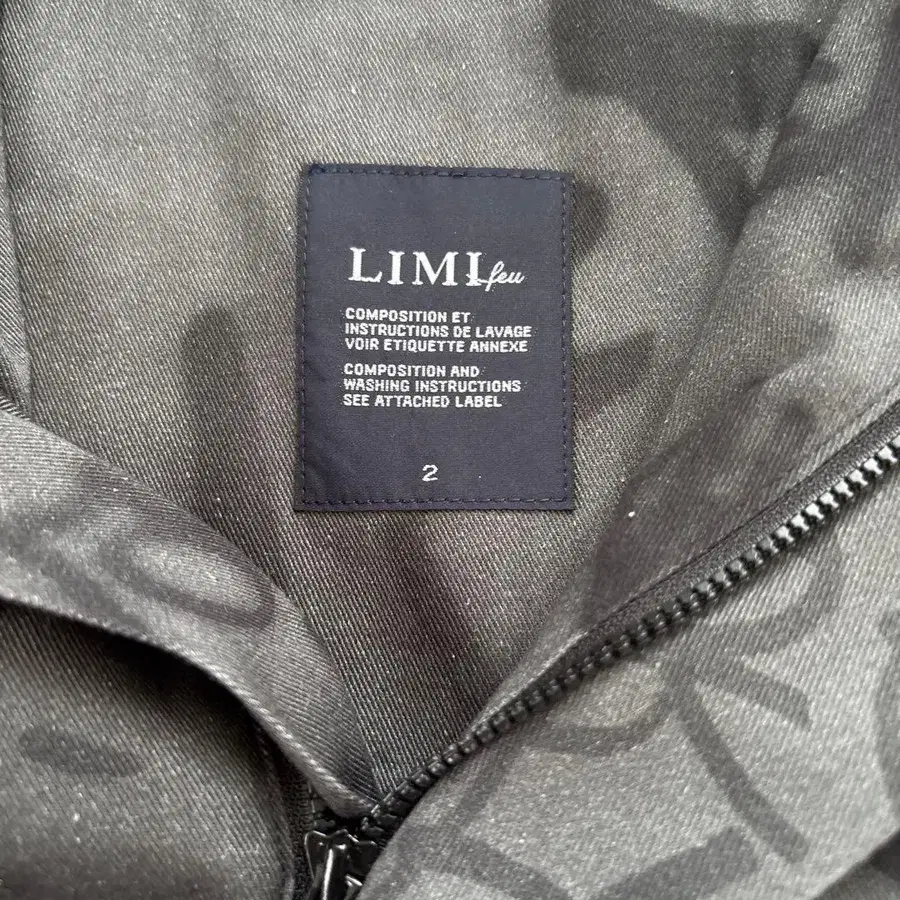 LIMI feu
COMPOSITION ET
INSTRUCTIONS DE LAVAGE
VOIR ETIQUETTE ANNEXE
COMPOSITION AND
WASHING INSTRUCTIONS
SEE ATTACHED LABEL
2